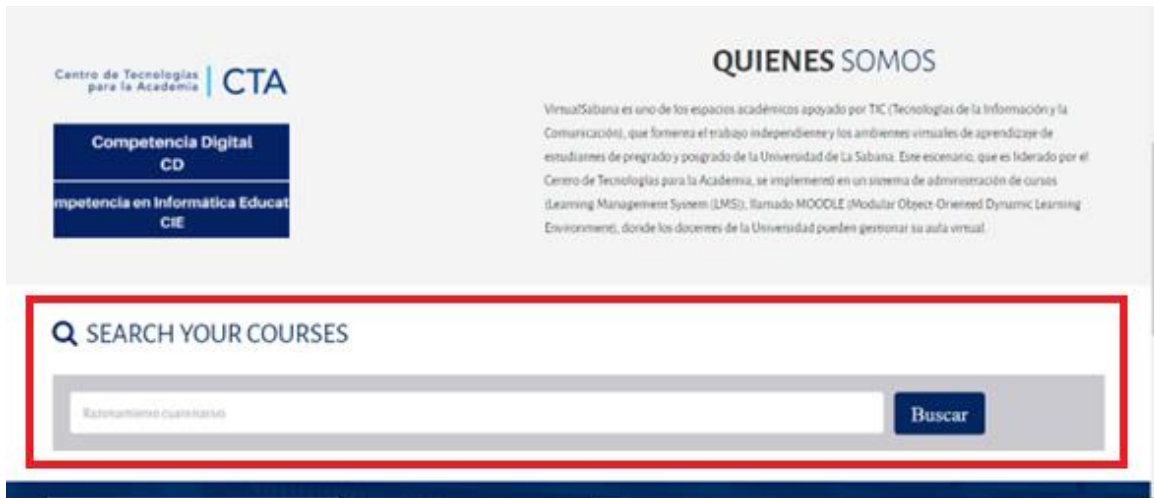 Centro de Tecnologías
para la Academia
CTA
Competencia Digital
CD
mpetencia en Informática Educat
CIE
QUIENES SOMOS
VirtualSabana es uno de los espacios académicos apoyado por TIC (Tecnologías de la Información y la
Comunicación), que fomenta el trabajo independiente y los ambientes virtuales de aprendizaje de
estudiantes de pregrado y posgrado de la Universidad de La Sabana. Este escenario, que es liderado por el
Centro de Tecnologías para la Academia, se implementó en un sistema de administración de cursos
(Learning Management System (LMS)), llamado MOODLE (Modular Object-Oriented Dynamic Learning
Environment), donde los docentes de la Universidad pueden gestionar su aula virtual.
SEARCH YOUR COURSES
Razonamiento cuantitativo
Buscar